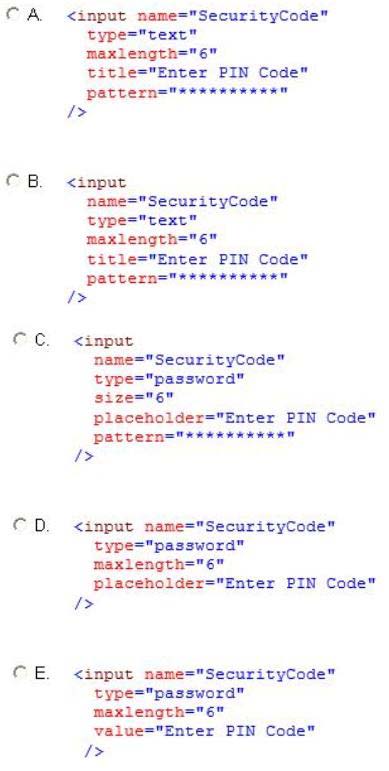 A. <input name="SecurityCode"
type="text"
maxlength="6"
title="Enter PIN Code"
pattern="**********"
/>
B. <input
name="SecurityCode"
type="text"
maxlength="6"
title="Enter PIN Code"
pattern="**********"
/>
C. <input
name="SecurityCode"
type="password"
size="6"
placeholder="Enter PIN Code"
pattern="**********"
/>
D. <input name="SecurityCode"
type="password"
maxlength="6"
placeholder="Enter PIN Code"
/>
E. <input name="SecurityCode"
type="password"
maxlength="6"
value="Enter PIN Code"
/>